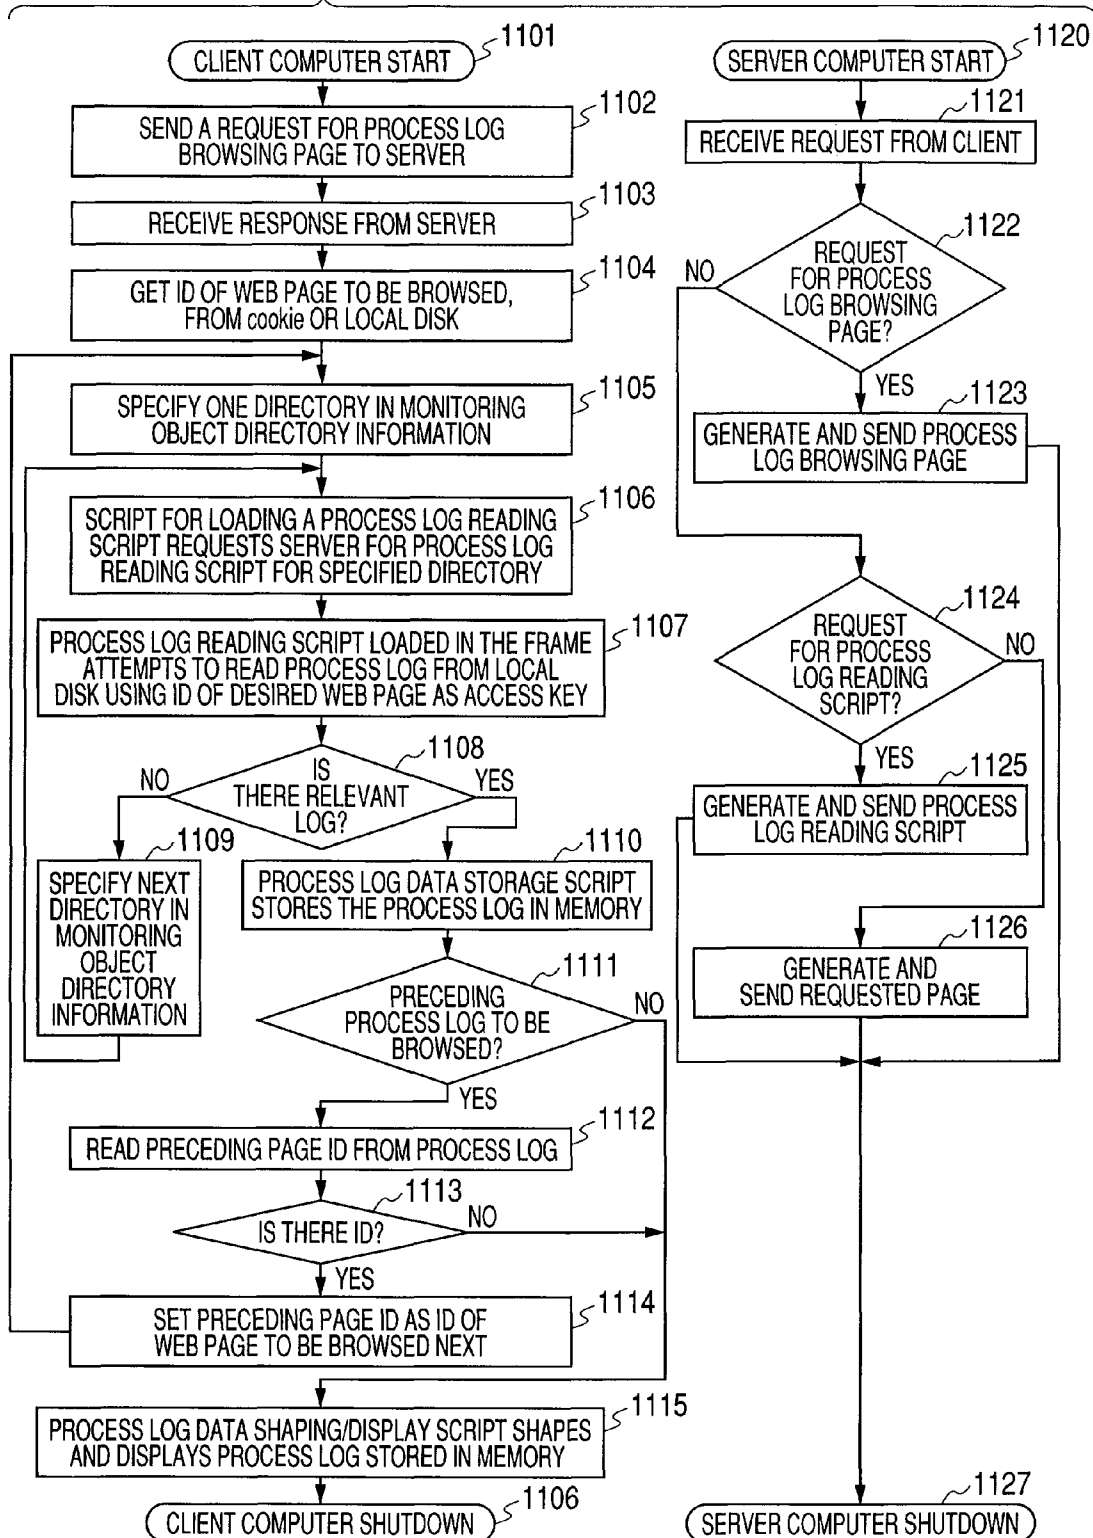 1101
CLIENT COMPUTER START
1102
SEND A REQUEST FOR PROCESS LOG
BROWSING PAGE TO SERVER
1103
RECEIVE RESPONSE FROM SERVER
1104
GET ID OF WEB PAGE TO BE BROWSED,
FROM cookie OR LOCAL DISK
1105
SPECIFY ONE DIRECTORY IN MONITORING
OBJECT DIRECTORY INFORMATION
1106
SCRIPT FOR LOADING A PROCESS LOG READING
SCRIPT REQUESTS SERVER FOR PROCESS LOG
READING SCRIPT FOR SPECIFIED DIRECTORY
1107
PROCESS LOG READING SCRIPT LOADED IN THE FRAME
ATTEMPTS TO READ PROCESS LOG FROM LOCAL
DISK USING ID OF DESIRED WEB PAGE AS ACCESS KEY
1108
IS
THERE RELEVANT
LOG?
NO
YES
1109
SPECIFY NEXT
DIRECTORY IN
MONITORING
OBJECT
DIRECTORY
INFORMATION
1110
PROCESS LOG DATA STORAGE SCRIPT
STORES THE PROCESS LOG IN MEMORY
1111
PRECEDING
PROCESS LOG TO BE
BROWSED?
NO
YES
1112
READ PRECEDING PAGE ID FROM PROCESS LOG
1113
IS THERE ID?
NO
YES
1114
SET PRECEDING PAGE ID AS ID OF
WEB PAGE TO BE BROWSED NEXT
1115
PROCESS LOG DATA SHAPING/DISPLAY SCRIPT SHAPES
AND DISPLAYS PROCESS LOG STORED IN MEMORY
1106
CLIENT COMPUTER SHUTDOWN
1120
SERVER COMPUTER START
1121
RECEIVE REQUEST FROM CLIENT
1122
REQUEST
FOR PROCESS
LOG BROWSING
PAGE?
NO
YES
1123
GENERATE AND SEND PROCESS
LOG BROWSING PAGE
1124
REQUEST
FOR PROCESS
LOG READING
SCRIPT?
NO
YES
1125
GENERATE AND SEND PROCESS
LOG READING SCRIPT
1126
GENERATE AND
SEND REQUESTED PAGE
1127
SERVER COMPUTER SHUTDOWN